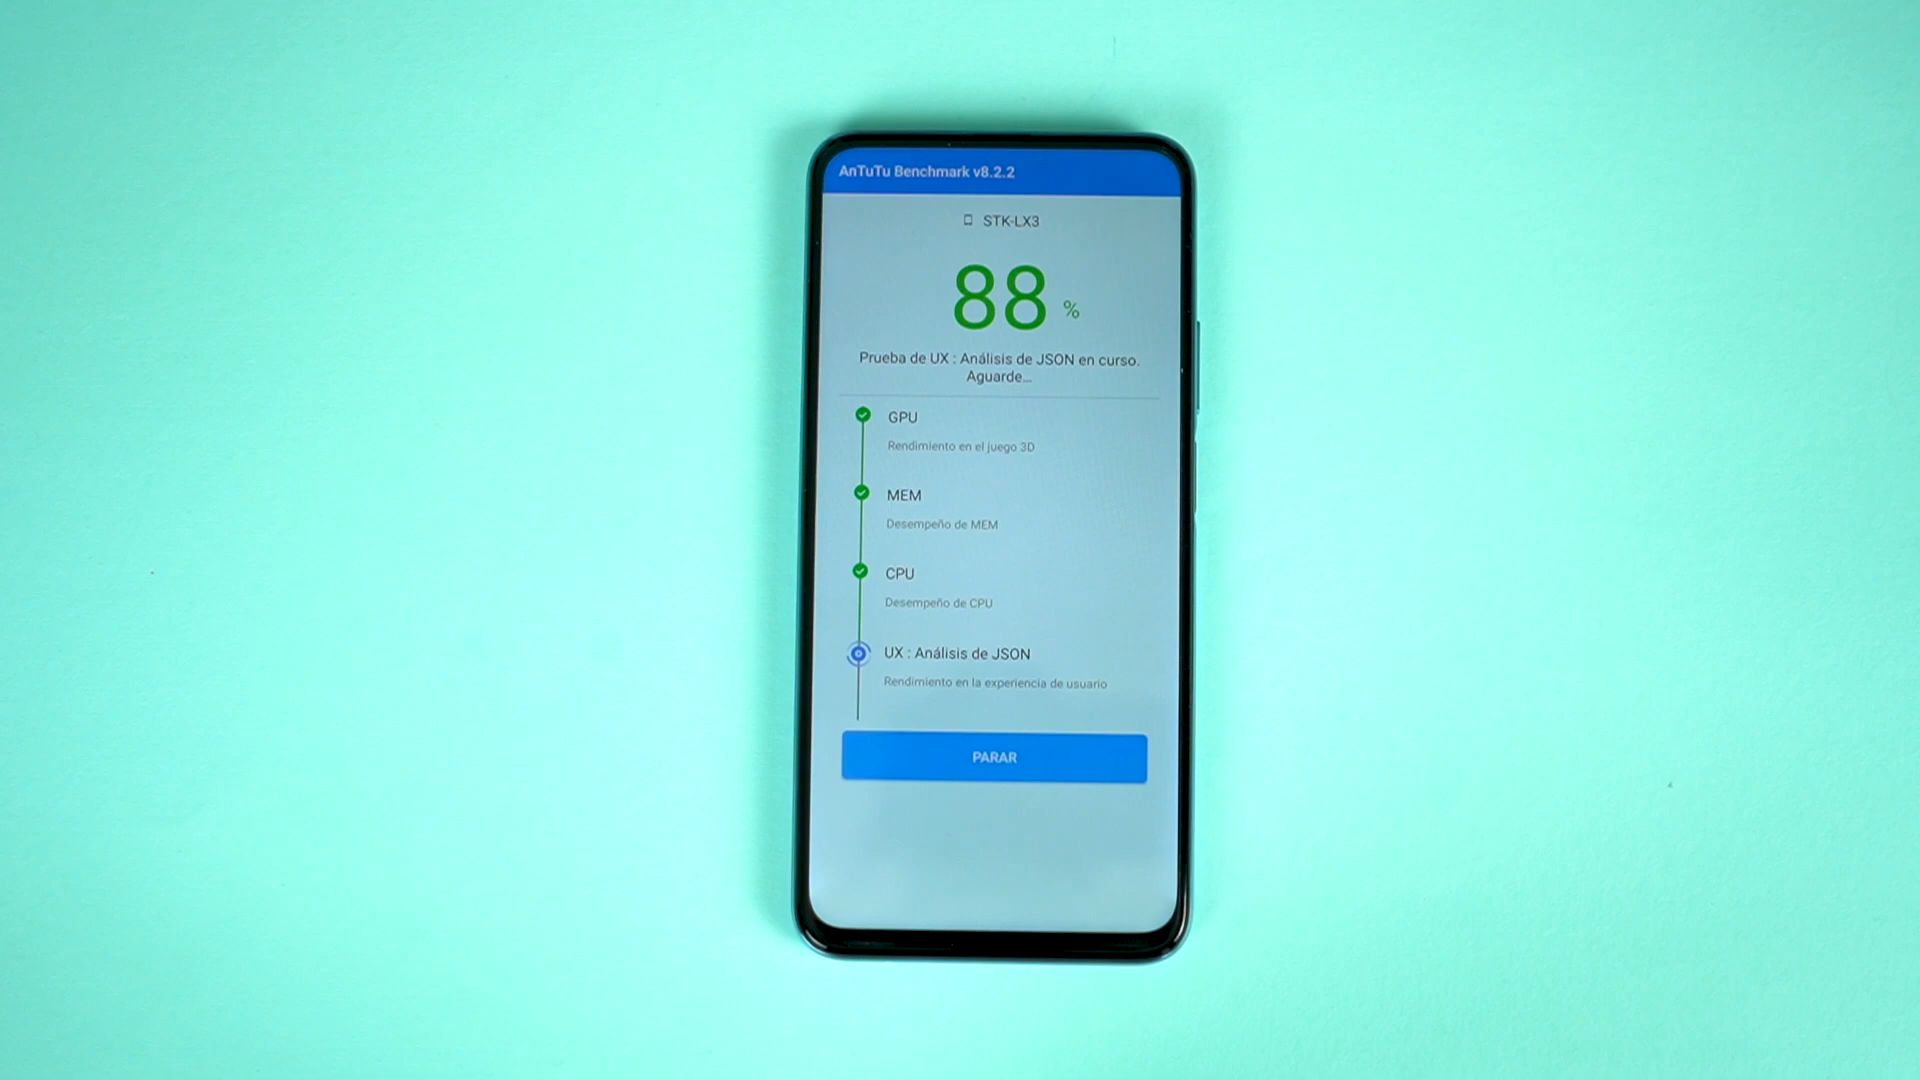 AnTuTu Benchmark v8.2.2
STK-LX3
88 %
Prueba de UX : Análisis de JSON en curso.
Aguarde...
GPU
Rendimiento en el juego 3D
MEM
Desempeño de MEM
CPU
Desempeño de CPU
UX : Análisis de JSON
Rendimiento en la experiencia de usuario
PARAR